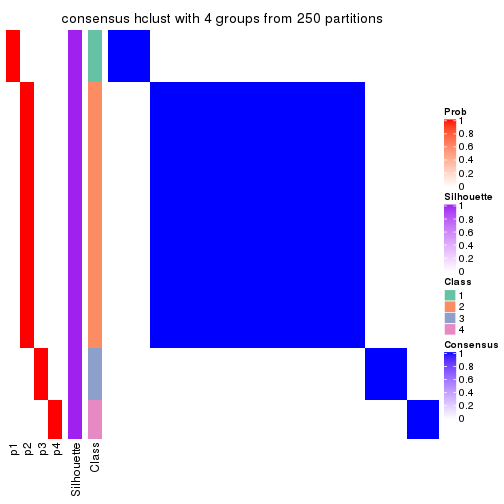 consensus hclust with 4 groups from 250 partitions
Prob
1
0.8
0.6
0.4
0.2
0
Silhouette
1
0.8
0.6
0.4
0.2
0
Class
1
2
3
4
Consensus
1
0.8
0.6
0.4
0.2
0
p1
p2
p3
p4
Silhouette
Class